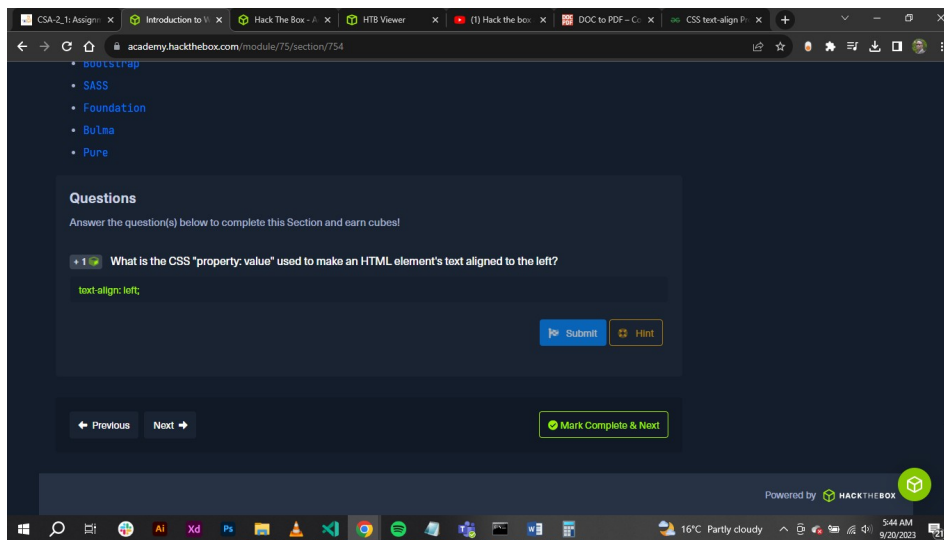 CSA-2_1: Assignm
Introduction to W
Hack The Box - A
HTB Viewer
(1) Hack the box
DOC to PDF – Co
CSS text-align Pr
academy.hackthebox.com/module/75/section/754
Bootstrap
SASS
Foundation
Bulma
Pure
Questions
Answer the question(s) below to complete this Section and earn cubes!
+ 1 What is the CSS "property: value" used to make an HTML element's text aligned to the left?
text-align: left;
Submit
Hint
Previous
Next
Mark Complete & Next
Powered by HACKTHEBOX
Ai Xd Ps
16°C Partly cloudy
5:44 AM
9/20/2023
21